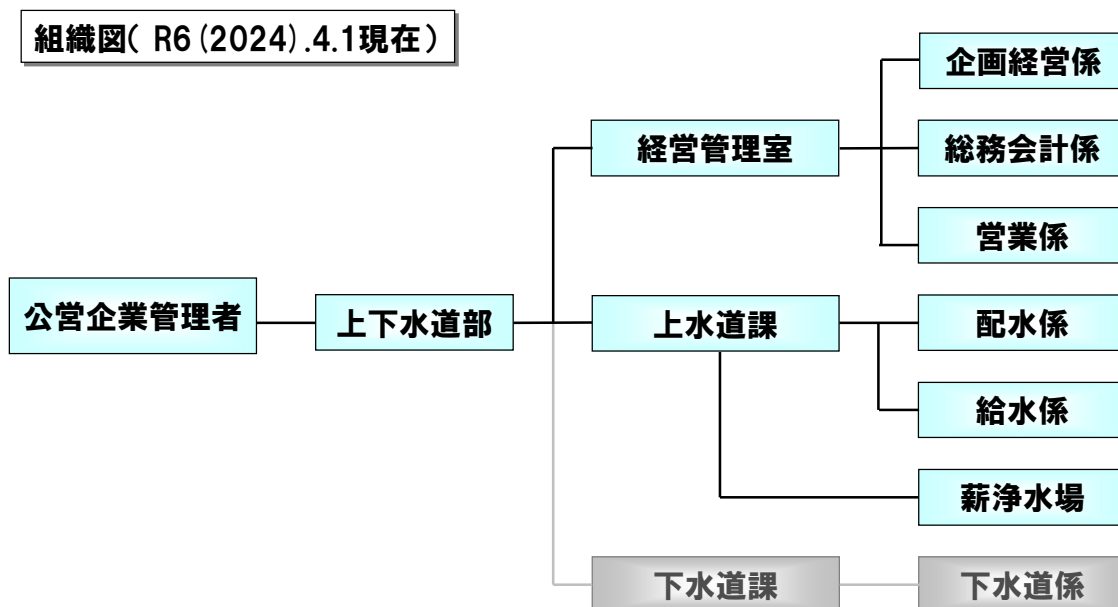 組織図( R6(2024).4.1現在)
企画経営係
経営管理室
総務会計係
営業係
公営企業管理者
上下水道部
上水道課
配水係
給水係
薪浄水場
下水道課
下水道係